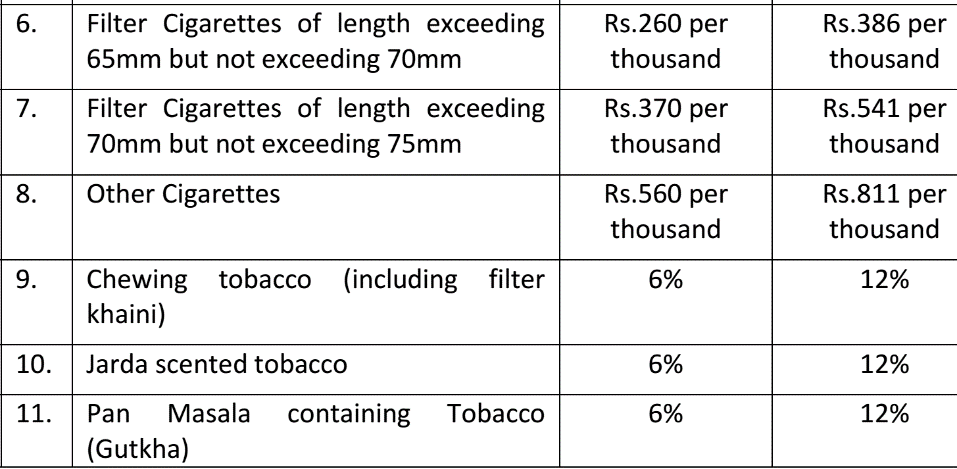 6. Filter Cigarettes of length exceeding Rs.260 per Rs.386 per
65mm but not exceeding 70mm thousand thousand
7. Filter Cigarettes of length exceeding Rs.370 per Rs.541 per
70mm but not exceeding 75mm thousand thousand
8. Other Cigarettes Rs.560 per Rs.811 per
thousand thousand
9. Chewing tobacco (including filter 6% 12%
khaini)
10. Jarda scented tobacco 6% 12%
11. Pan Masala containing Tobacco 6% 12%
(Gutkha)